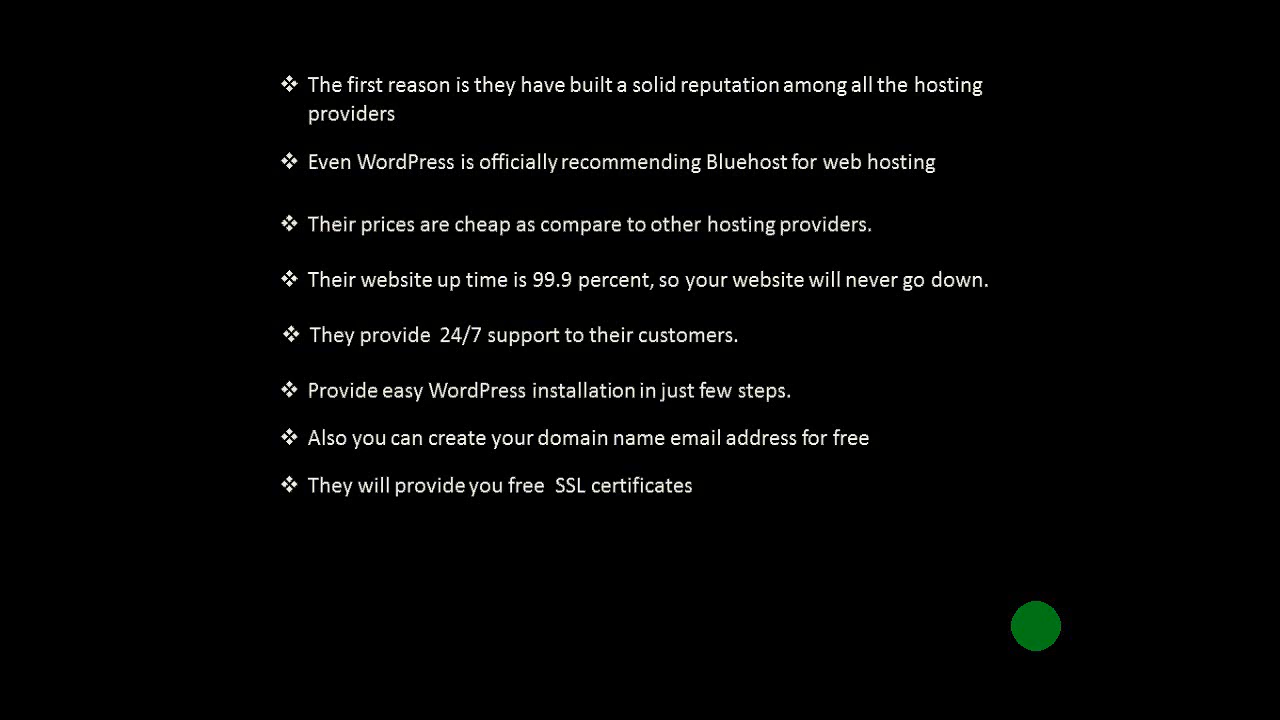 ❖ The first reason is they have built a solid reputation among all the hosting
providers
❖ Even WordPress is officially recommending Bluehost for web hosting
❖ Their prices are cheap as compare to other hosting providers.
❖ Their website up time is 99.9 percent, so your website will never go down.
❖ They provide 24/7 support to their customers.
❖ Provide easy WordPress installation in just few steps.
❖ Also you can create your domain name email address for free
❖ They will provide you free SSL certificates